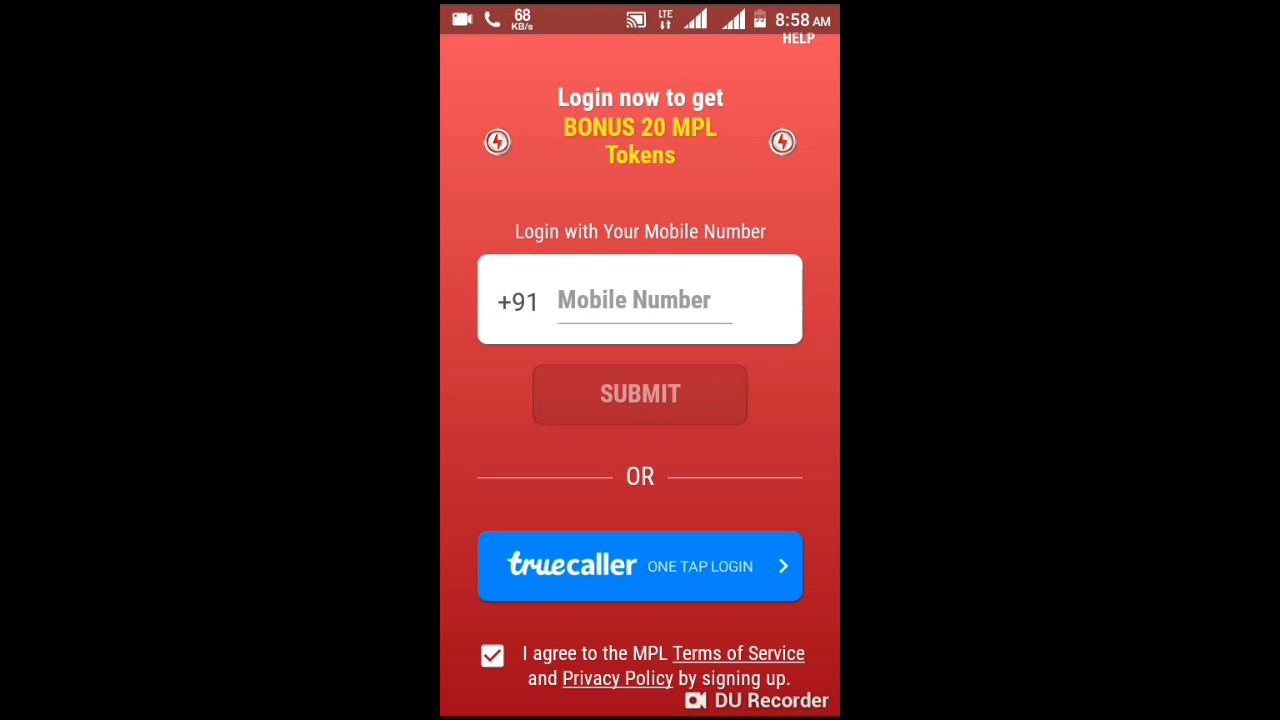 68
KB/s
LTE
8:58 AM
HELP
Login now to get
BONUS 20 MPL
Tokens
Login with Your Mobile Number
+91 Mobile Number
SUBMIT
OR
truecaller ONE TAP LOGIN
I agree to the MPL Terms of Service
and Privacy Policy by signing up.
DU Recorder